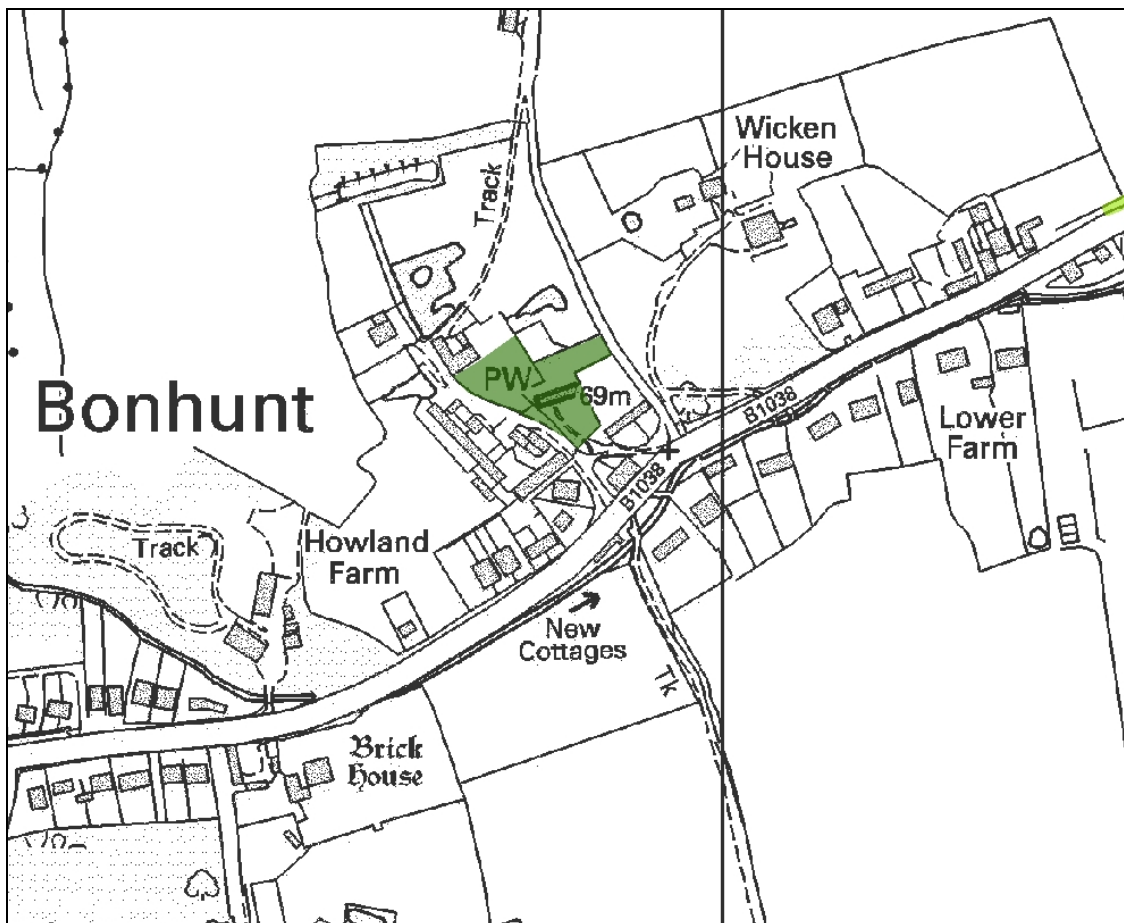 Wicken
House
Track
PW
69m
Bonhunt
B1038
Lower
Farm
B1038
Track
Howland
Farm
New
Cottages
Tk
Brick
House